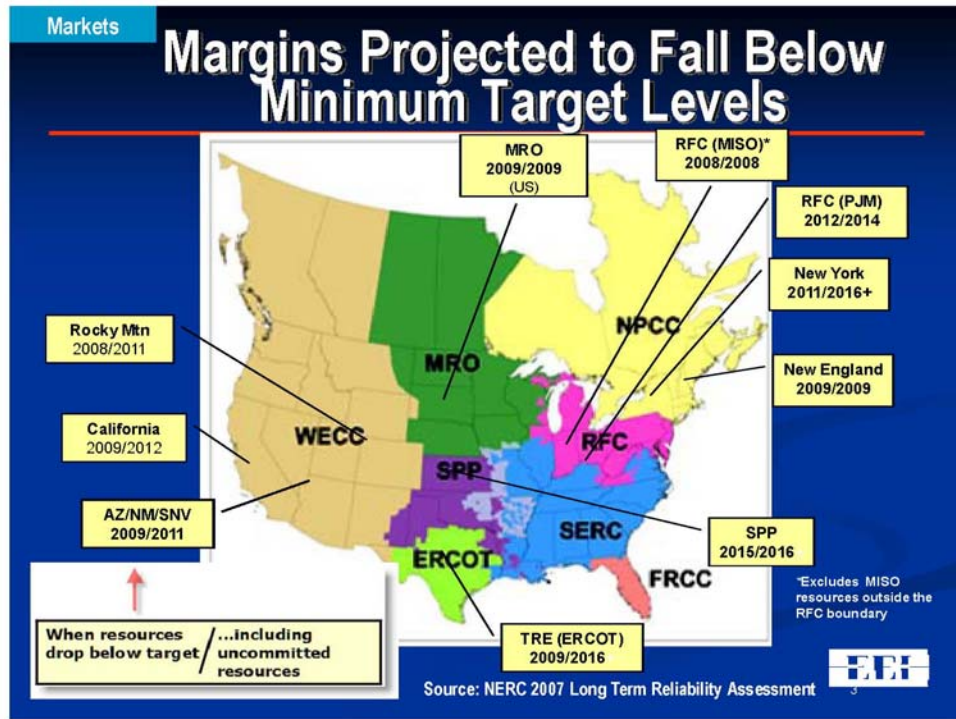 Markets
Margins Projected to Fall Below
Minimum Target Levels
MRO
2009/2009
(US)
RFC (MISO)*
2008/2008
RFC (PJM)
2012/2014
New York
2011/2016+
NPCC
Rocky Mtn
2008/2011
MRO
New England
2009/2009
California
2009/2012
WECC
RFC
SPP
AZ/NM/SNV
2009/2011
SERC
SPP
2015/2016
ERCOT
FRCC
*Excludes MISO
resources outside the
RFC boundary
When resources
drop below target
/
...including
uncommitted
resources
TRE (ERCOT)
2009/2016
Source: NERC 2007 Long Term Reliability Assessment
EEI
3